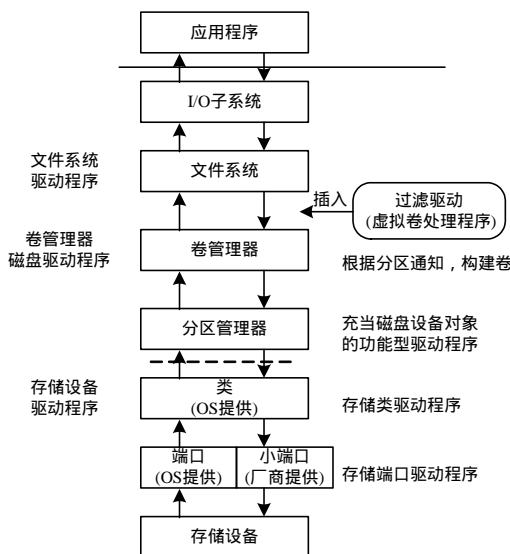 应用程序
I/O子系统
文件系统
驱动程序
文件系统
插入
过滤驱动
(虚拟卷处理程序)
卷管理器
磁盘驱动程序
卷管理器
根据分区通知，构建卷
分区管理器
充当磁盘设备对象
的功能型驱动程序
存储设备
驱动程序
类
(OS提供)
存储类驱动程序
端口
(OS提供)
小端口
(厂商提供)
存储端口驱动程序
存储设备